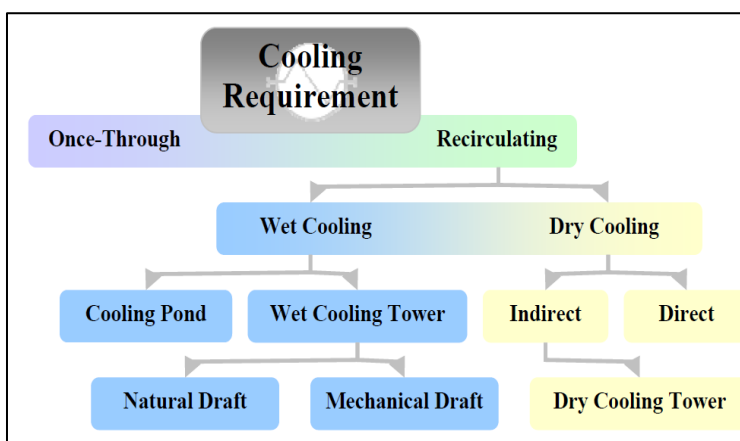 Cooling
Requirement
Once-Through
Recirculating
Wet Cooling
Dry Cooling
Cooling Pond
Wet Cooling Tower
Indirect
Direct
Natural Draft
Mechanical Draft
Dry Cooling Tower